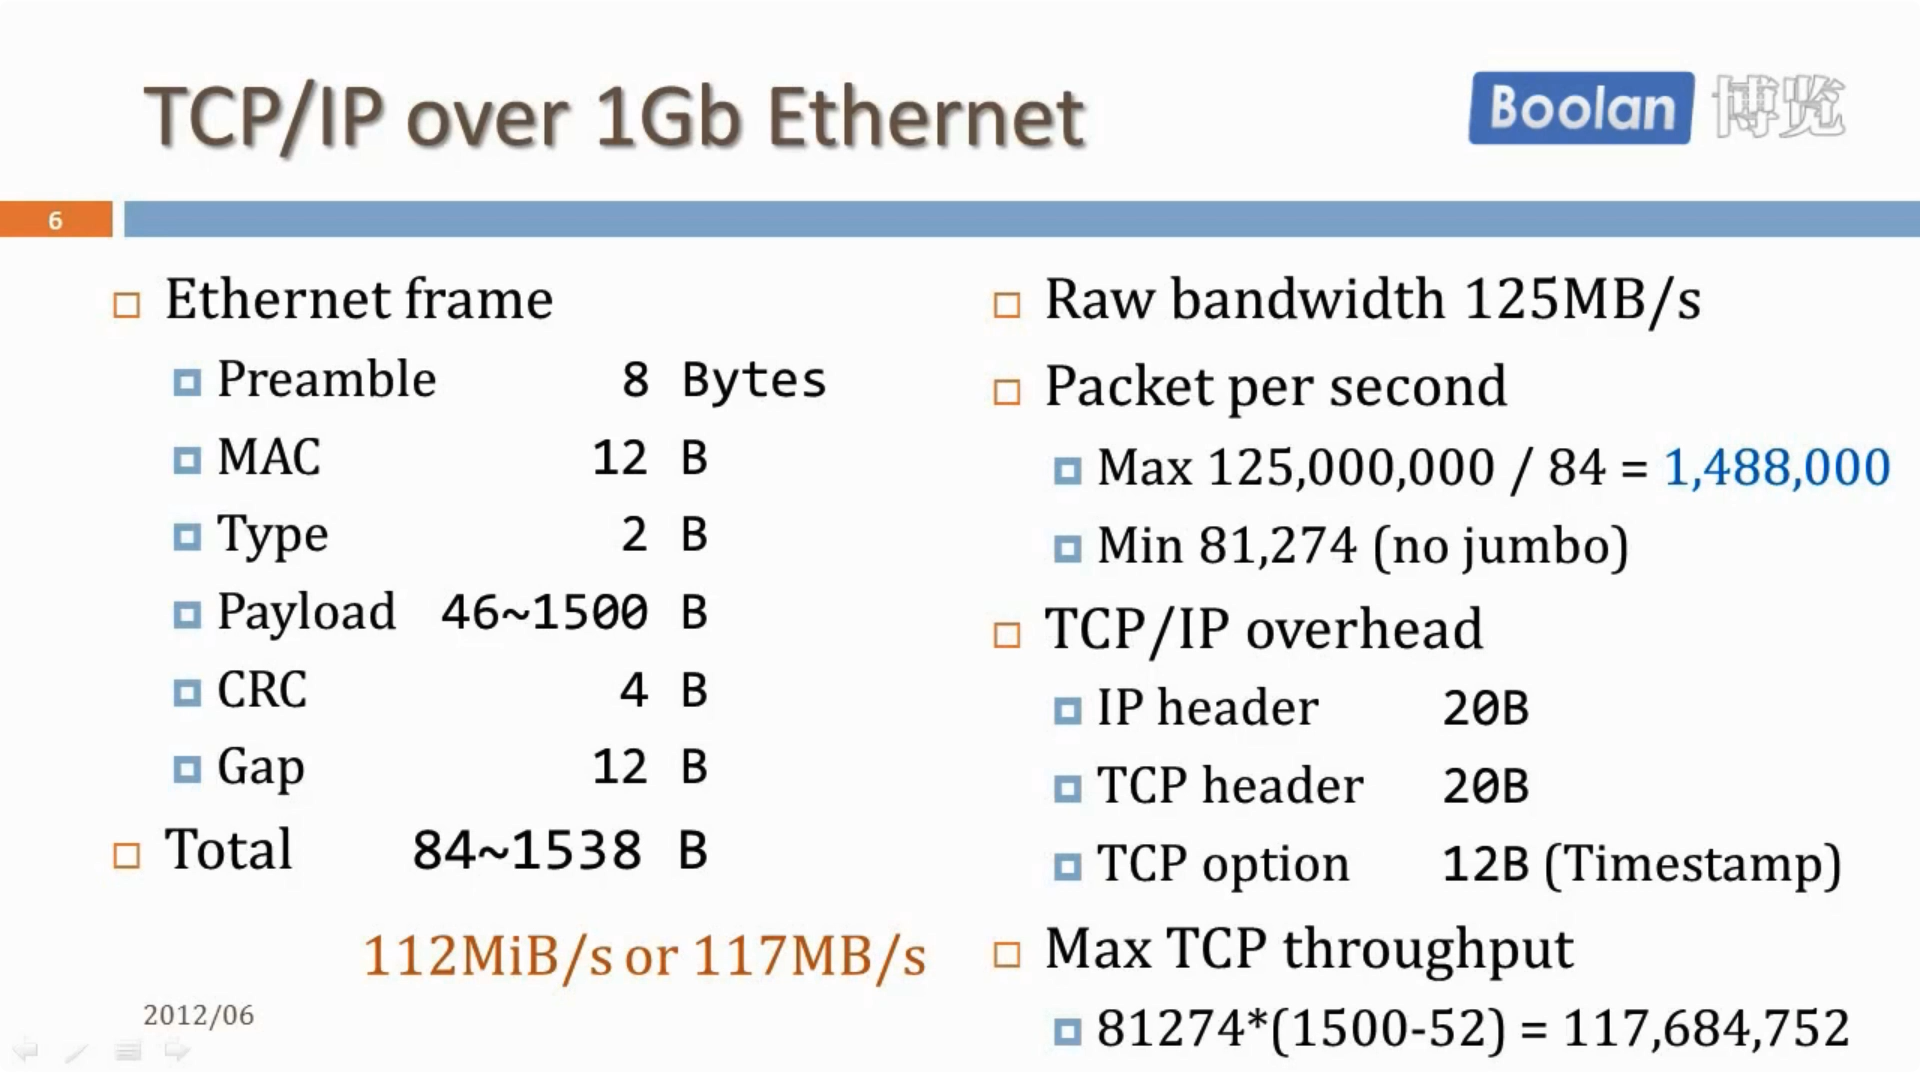 TCP/IP over 1Gb Ethernet
Boolan 博览
6
Ethernet frame
Preamble 8 Bytes
MAC 12 B
Type 2 B
Payload 46~1500 B
CRC 4 B
Gap 12 B
Total 84~1538 B
112MiB/s or 117MB/s
Raw bandwidth 125MB/s
Packet per second
Max 125,000,000 / 84 = 1,488,000
Min 81,274 (no jumbo)
TCP/IP overhead
IP header 20B
TCP header 20B
TCP option 12B (Timestamp)
Max TCP throughput
81274*(1500-52) = 117,684,752
2012/06